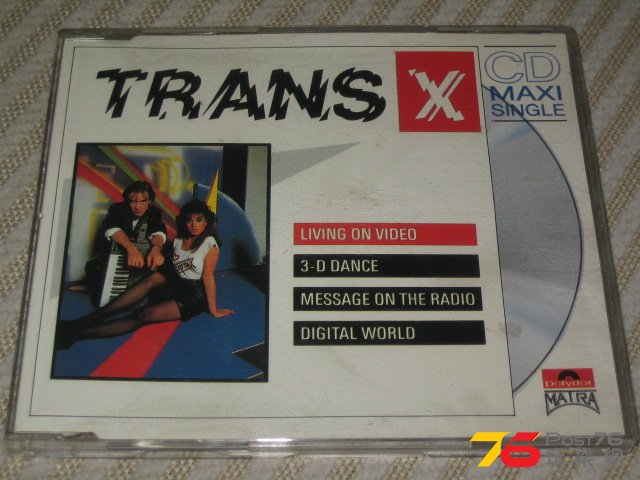 TRANS X
CD
MAXI
SINGLE
LIVING ON VIDEO
3-D DANCE
MESSAGE ON THE RADIO
DIGITAL WORLD
Polydor
MATRA
76 Post76